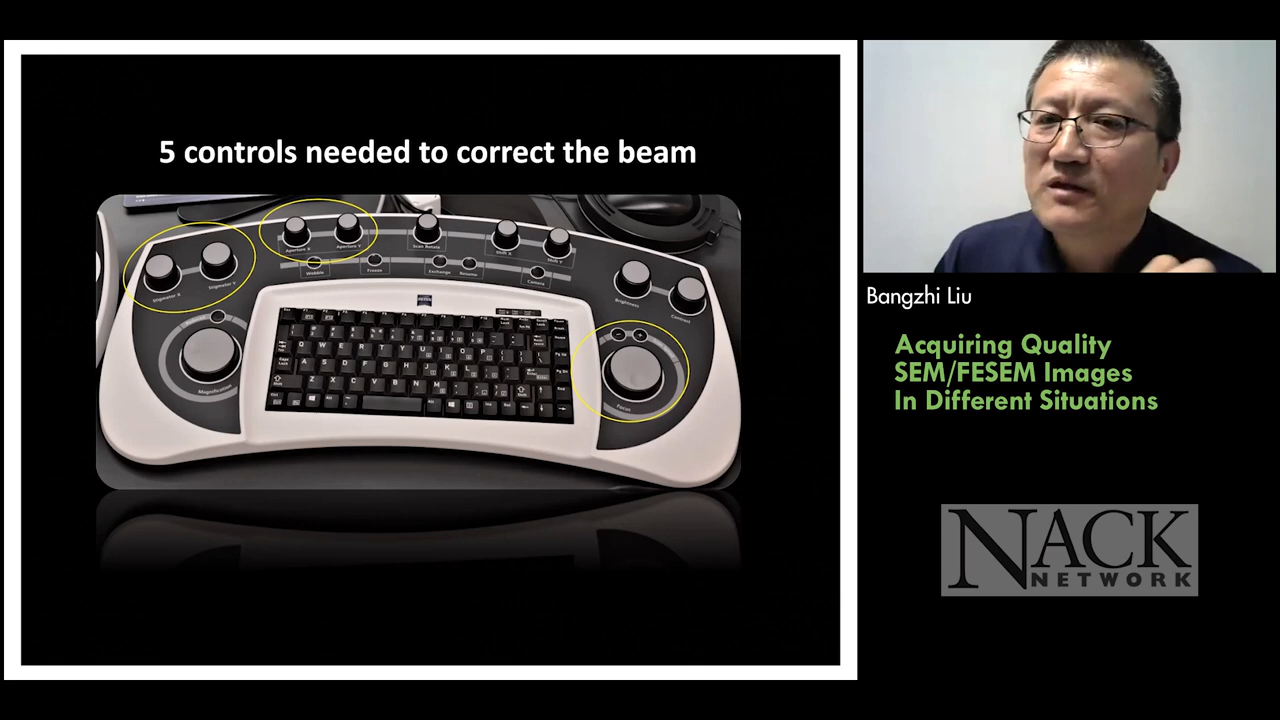 5 controls needed to correct the beam
Aperture X
Aperture Y
Scan Rotate
Shift X
Shift Y
Stigmator X
Stigmator Y
Wobble
Freeze
Exchange
Resume
Camera
Brightness
Contrast
Magnification
Focus
Q W E R T Y U I O P
A S D F G H J K L
Z X C V B N M
Bangzhi Liu
Acquiring Quality
SEM/FESEM Images
In Different Situations
NACK
NETWORK